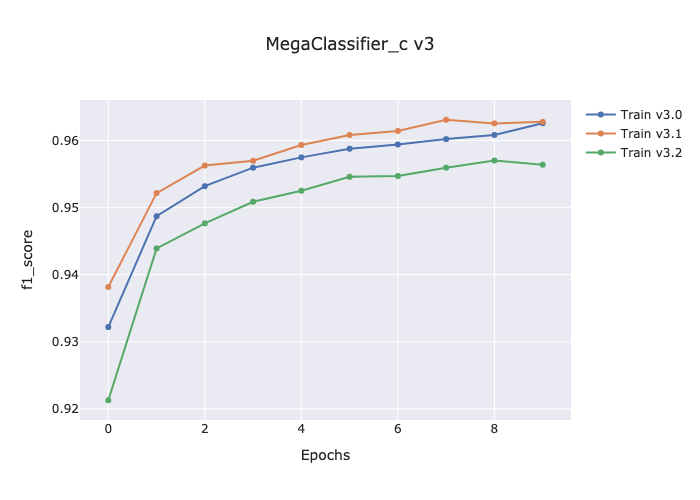 MegaClassifier_c v3
Train v3.0
Train v3.1
Train v3.2
f1_score
0.96
0.95
0.94
0.93
0.92
0 2 4 6 8
Epochs